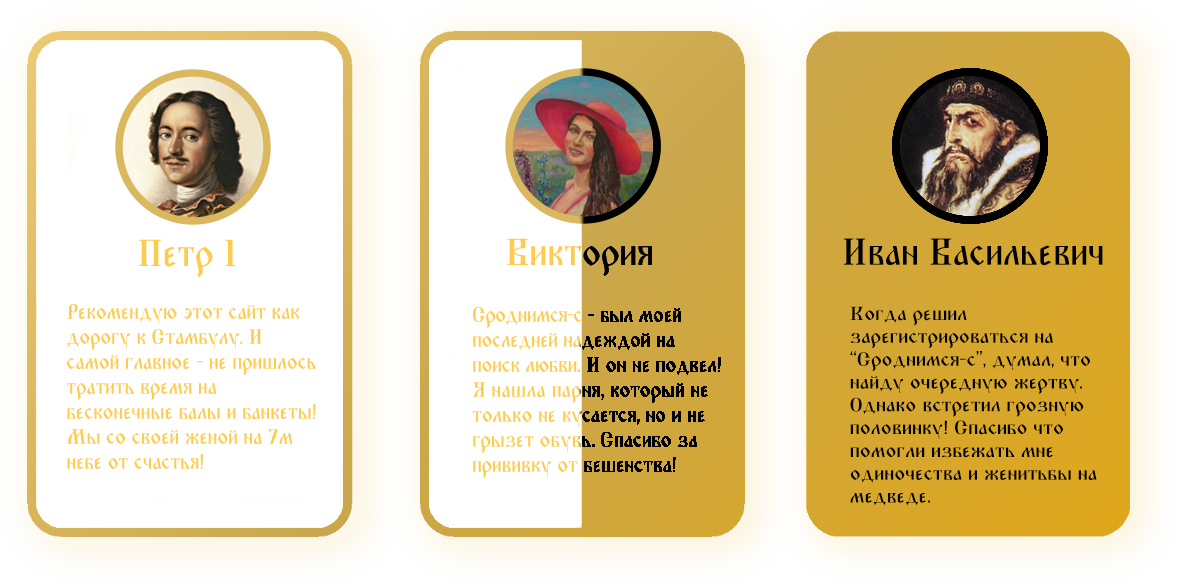 Петр I
Рекомендую этот сайт как
дорогу к Стамбулу. И
самой главное - не пришлось
тратить время на
бесконечные балы и банкеты!
Мы со своей женой на 7м
небе от счастья!
Виктория
Сроднимся-с - был моей
последней надеждой на
поиск любви. И он не подвел!
Я нашла парня, который не
только не кусается, но и не
грызет обувь. Спасибо за
прививку от бешенства!
Иван Васильевич
Когда решил
зарегистрироваться на
“Сроднимся-с”, думал, что
найду очередную жертву.
Однако встретил грозную
половинку! Спасибо что
помогли избежать мне
одиночества и женитьбы на
медведе.